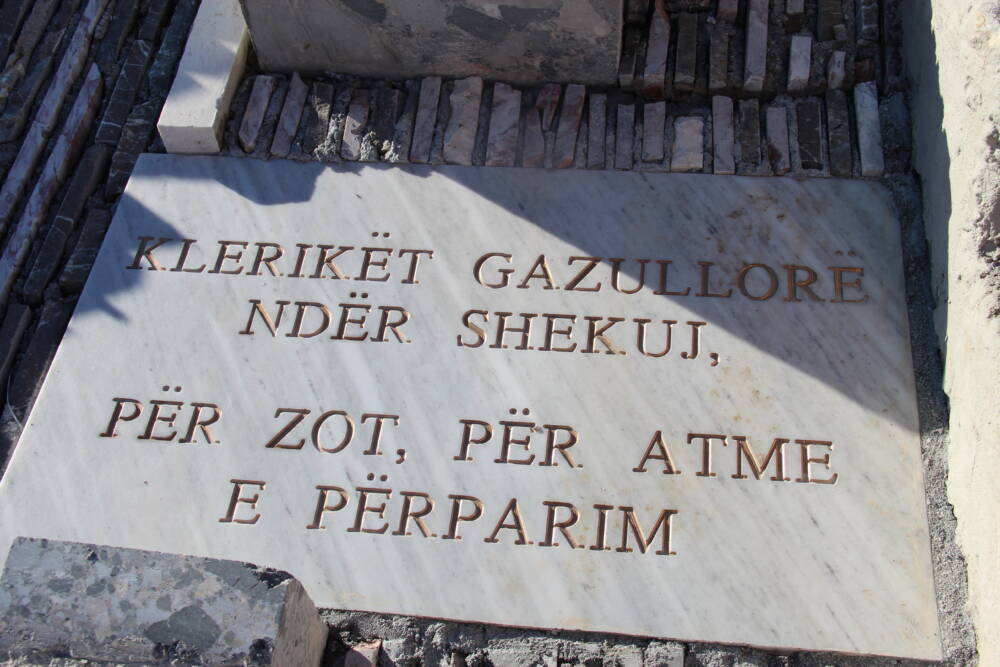 KLERIKËT GAZULLORË
NDËR SHEKUJ,
PËR ZOT, PËR ATME
E PËRPARIM